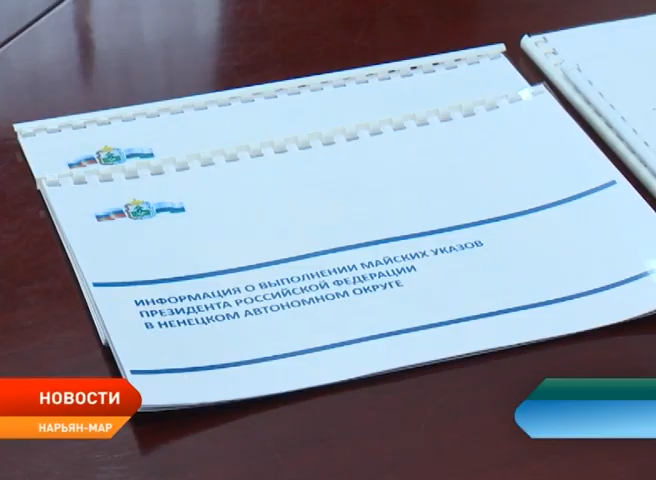 ИНФОРМАЦИЯ О ВЫПОЛНЕНИИ МАЙСКИХ УКАЗОВ
ПРЕЗИДЕНТА РОССИЙСКОЙ ФЕДЕРАЦИИ
В НЕНЕЦКОМ АВТОНОМНОМ ОКРУГЕ
НОВОСТИ
НАРЬЯН-МАР